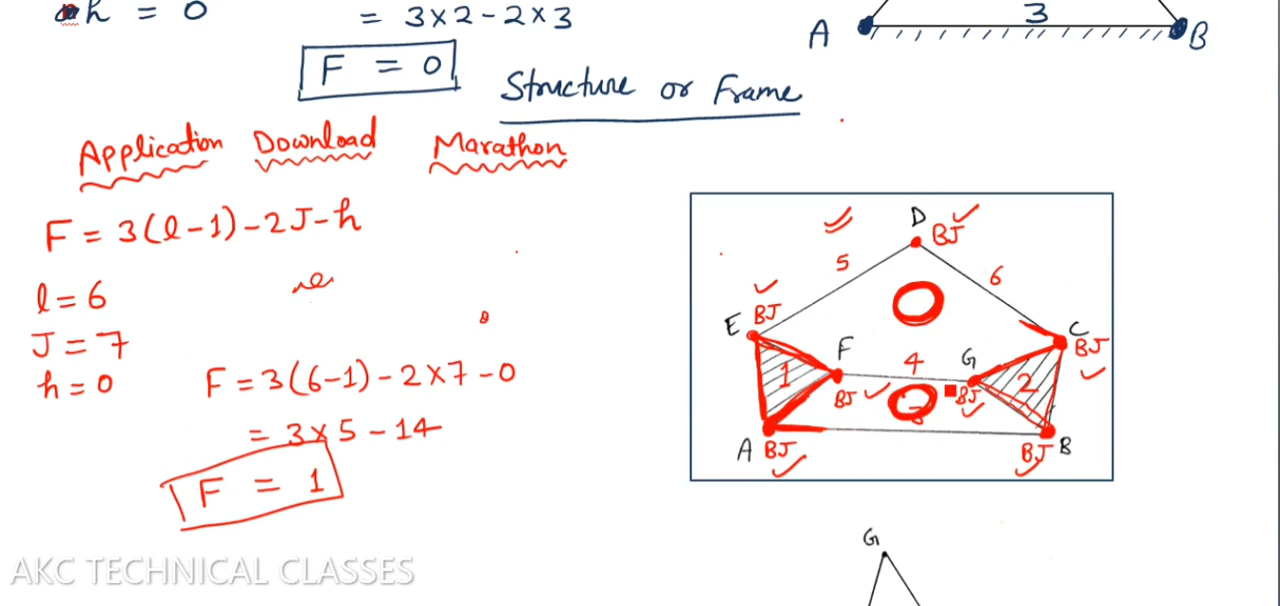 h = 0
= 3×2-2×3
F = 0
Structure or Frame
3
A
B
Application Download Marathon
F = 3(l-1)-2J-h
l = 6
J = 7
h = 0
F = 3(6-1)-2×7-0
= 3×5-14
F = 1
D
BJ
5
6
E BJ
C
BJ
F
4
G
1
2
BJ
BJ
3
A BJ
BJ B
G
AKC TECHNICAL CLASSES